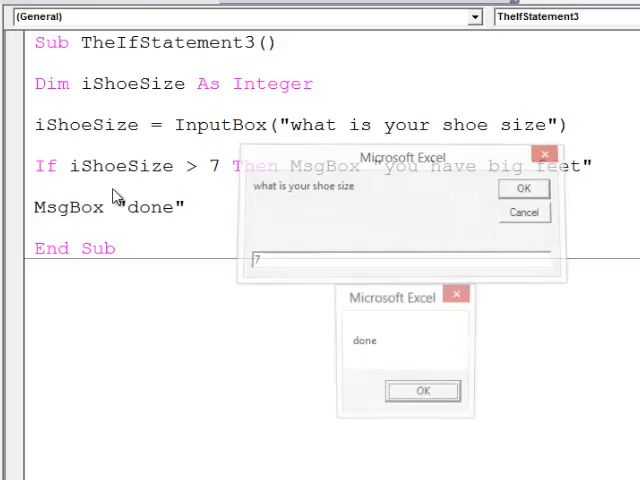 (General)
TheIfStatement3
Sub TheIfStatement3()
Dim iShoeSize As Integer
iShoeSize = InputBox("what is your shoe size")
If iShoeSize > 7 Then MsgBox "you have big feet"
MsgBox "done"
End Sub
Microsoft Excel
what is your shoe size
OK
Cancel
7
Microsoft Excel
done
OK